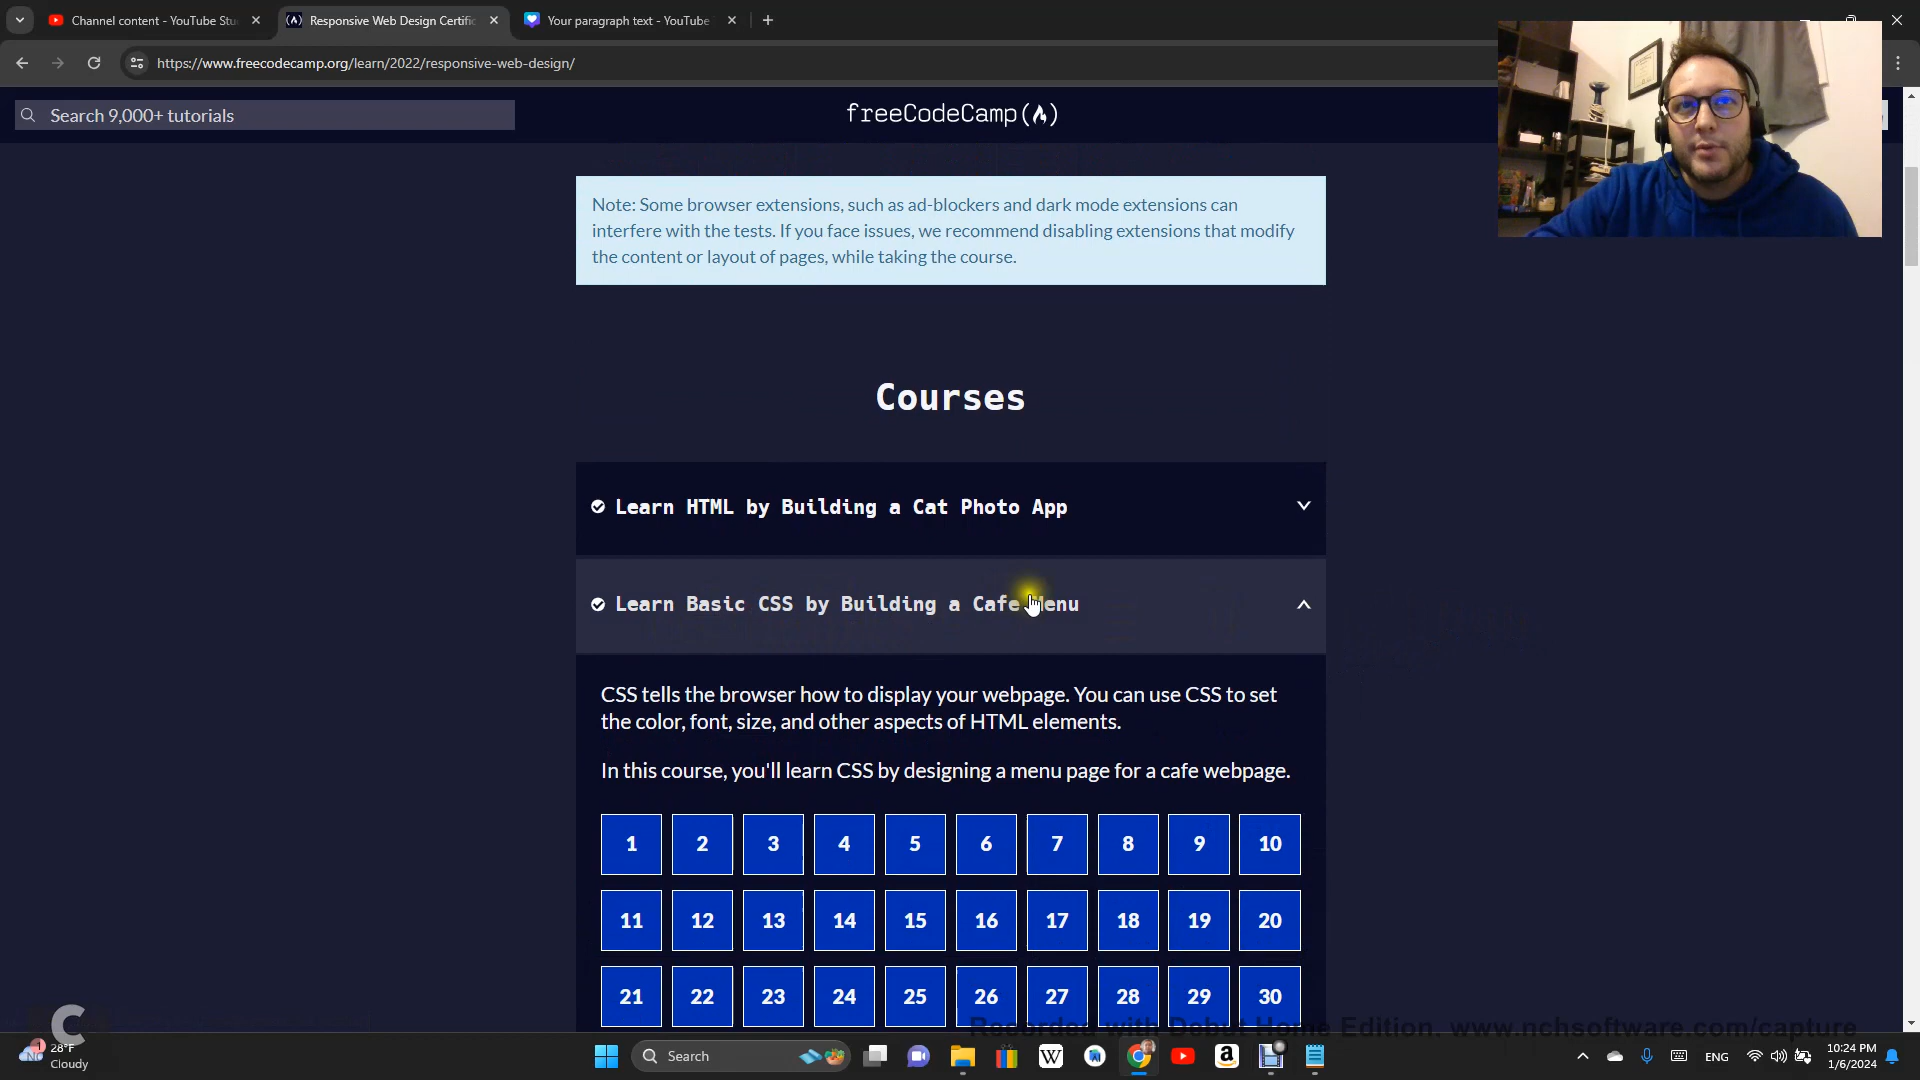 Channel content - YouTube Stu
Responsive Web Design Certific
Your paragraph text - YouTube
https://www.freecodecamp.org/learn/2022/responsive-web-design/
Search 9,000+ tutorials
freeCodeCamp
Note: Some browser extensions, such as ad-blockers and dark mode extensions can
interfere with the tests. If you face issues, we recommend disabling extensions that modify
the content or layout of pages, while taking the course.
Courses
Learn HTML by Building a Cat Photo App
Learn Basic CSS by Building a Cafe Menu
CSS tells the browser how to display your webpage. You can use CSS to set
the color, font, size, and other aspects of HTML elements.
In this course, you'll learn CSS by designing a menu page for a cafe webpage.
1 2 3 4 5 6 7 8 9 10
11 12 13 14 15 16 17 18 19 20
21 22 23 24 25 26 27 28 29 30
Recorded with Debut Home Edition. www.nchsoftware.com/capture
28°F
Cloudy
Search
ENG
10:24 PM
1/6/2024